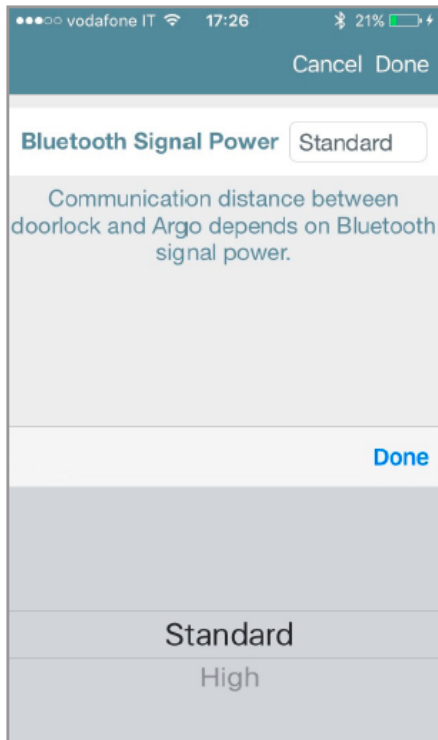 vodafone IT 17:26 21%
Cancel Done
Bluetooth Signal Power Standard
Communication distance between
doorlock and Argo depends on Bluetooth
signal power.
Done
Standard
High